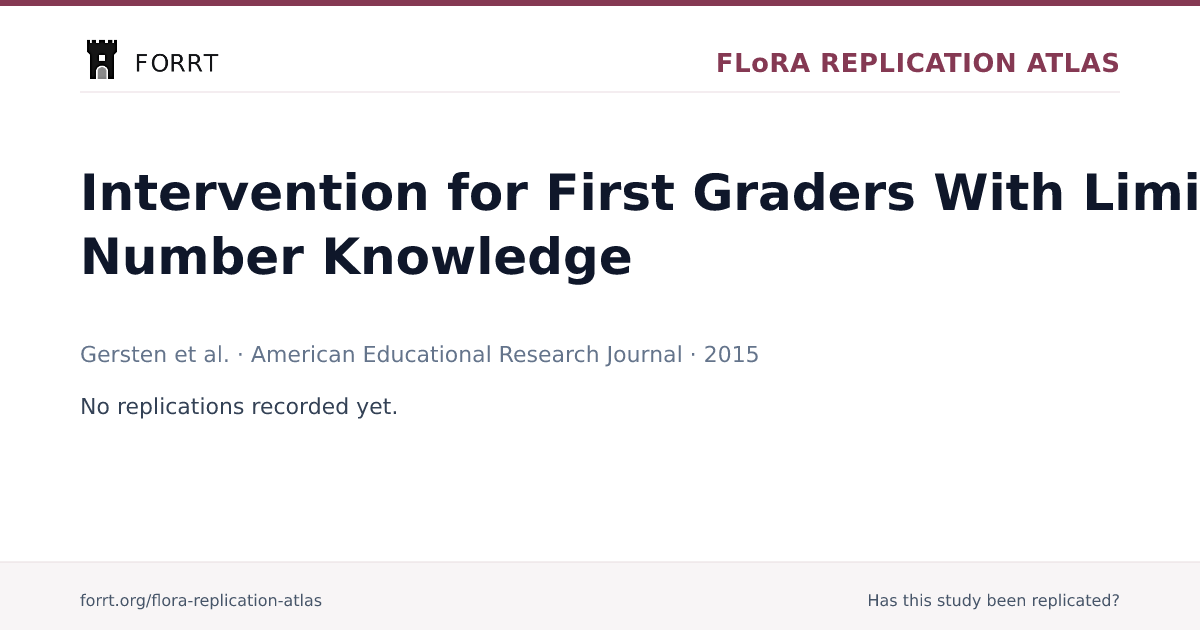 FORRT
FLoRA REPLICATION ATLAS
Intervention for First Graders With Limi
Number Knowledge
Gersten et al. · American Educational Research Journal · 2015
No replications recorded yet.
forrt.org/flora-replication-atlas
Has this study been replicated?